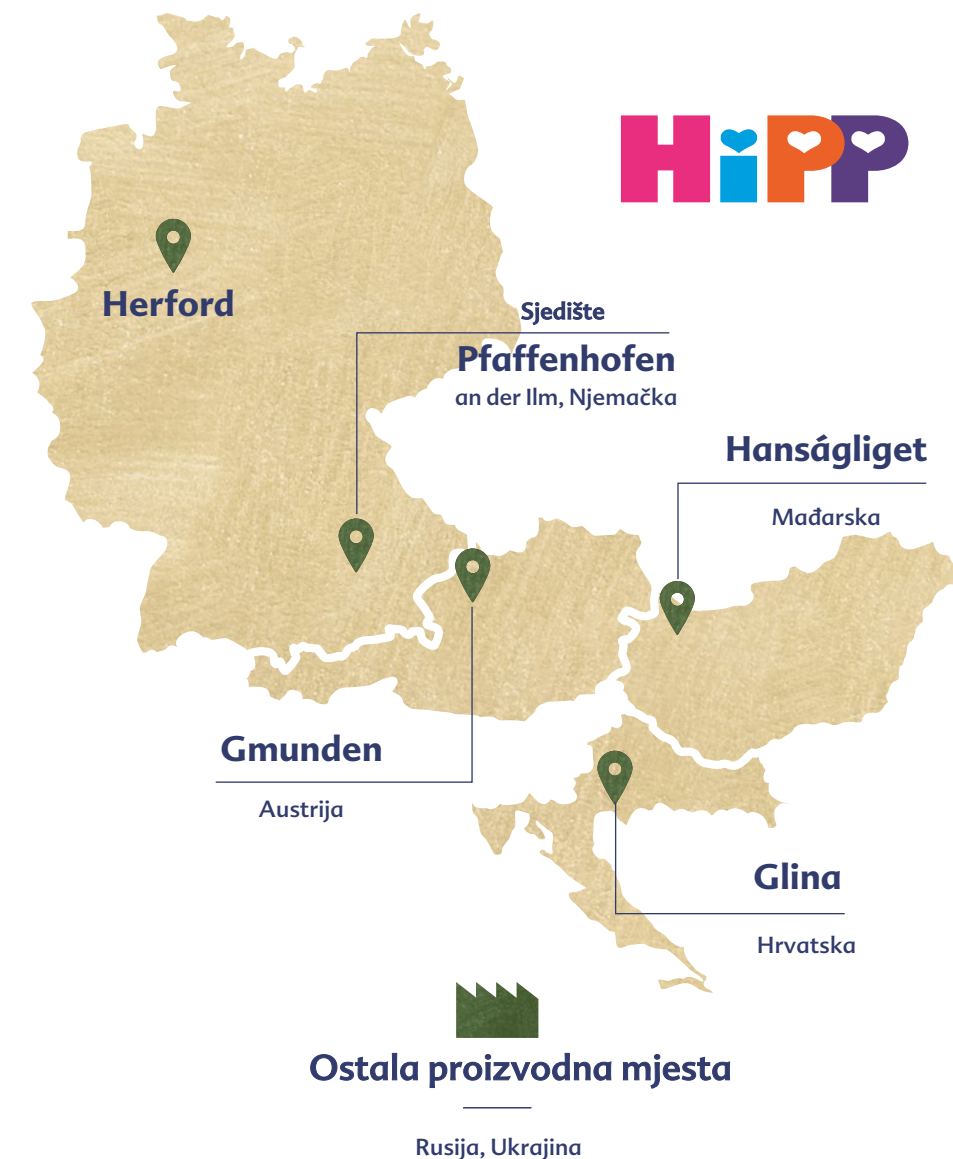 HiPP
Herford
Sjedište
Pfaffenhofen
an der Ilm, Njemačka
Hanságliget
Mađarska
Gmunden
Austrija
Glina
Hrvatska
Ostala proizvodna mjesta
Rusija, Ukrajina